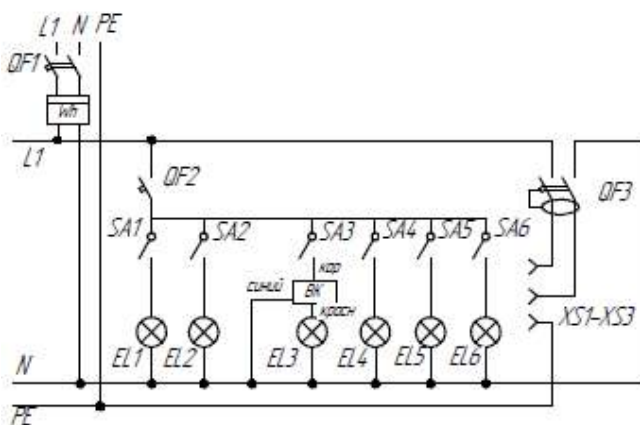 L1 N PE
QF1
Wh
L1
QF2
QF3
SA1
SA2
SA3
SA4
SA5
SA6
кор
синий
ВК
красн
XS1-XS3
EL1
EL2
EL3
EL4
EL5
EL6
N
PE